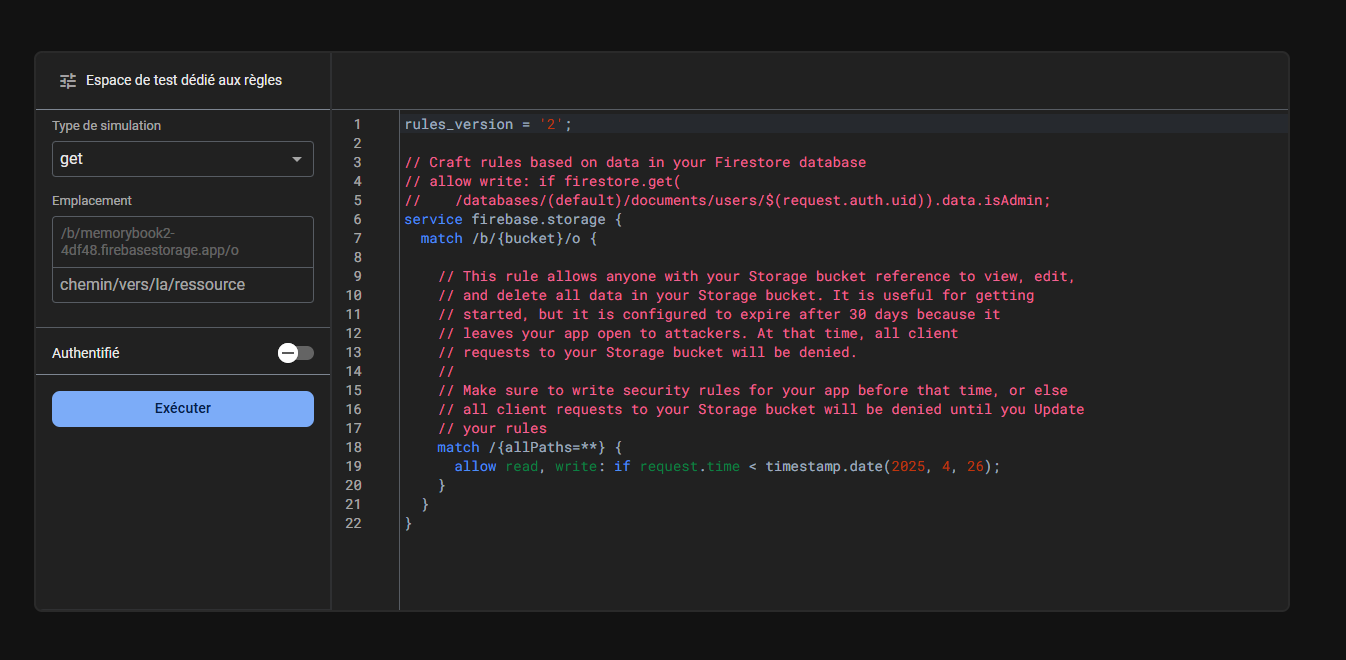 Espace de test dédié aux règles
Type de simulation
get
Emplacement
/b/memorybook2-
4df48.firebasestorage.app/o
chemin/vers/la/ressource
Authentifié
Exécuter
1 rules_version = '2';
2
3 // Craft rules based on data in your Firestore database
4 // allow write: if firestore.get(
5 //    /databases/(default)/documents/users/$(request.auth.uid)).data.isAdmin;
6 service firebase.storage {
7   match /b/{bucket}/o {
8
9     // This rule allows anyone with your Storage bucket reference to view, edit,
10     // and delete all data in your Storage bucket. It is useful for getting
11     // started, but it is configured to expire after 30 days because it
12     // leaves your app open to attackers. At that time, all client
13     // requests to your Storage bucket will be denied.
14     //
15     // Make sure to write security rules for your app before that time, or else
16     // all client requests to your Storage bucket will be denied until you Update
17     // your rules
18     match /{allPaths=**} {
19       allow read, write: if request.time < timestamp.date(2025, 4, 26);
20     }
21   }
22 }